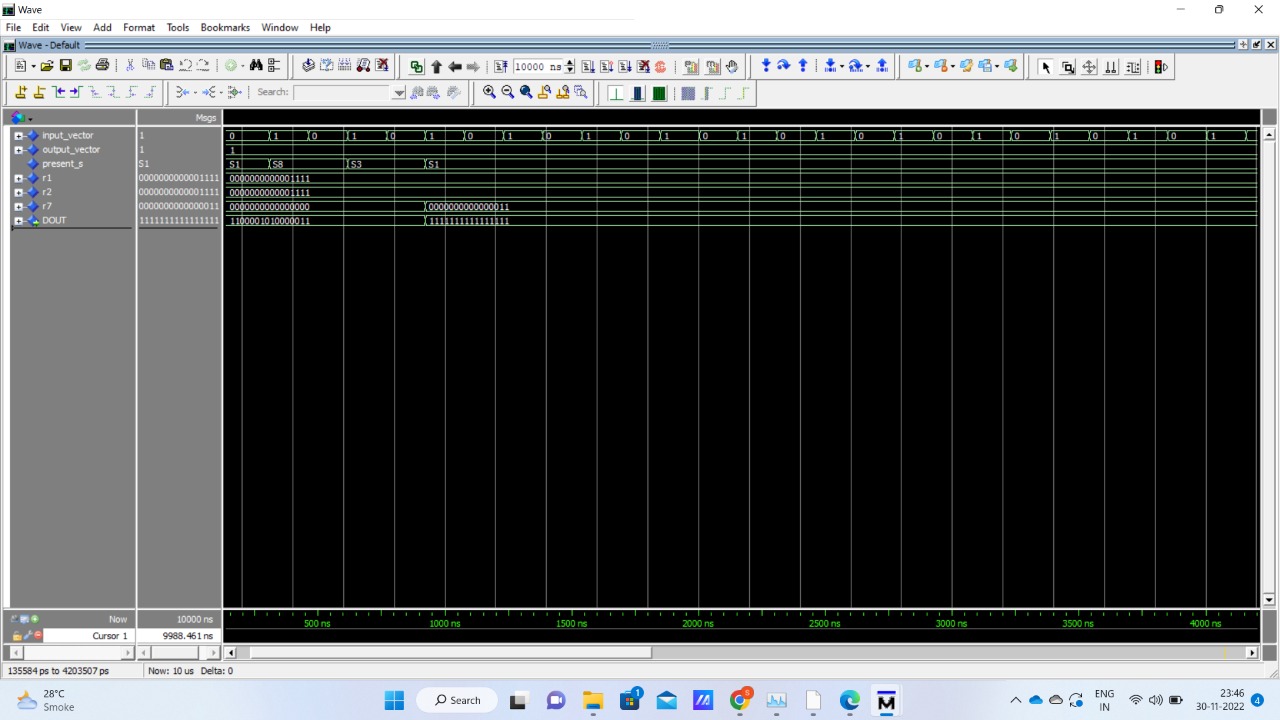 Wave
File Edit View Add Format Tools Bookmarks Window Help
Wave - Default
10000 ns
Search:
Msgs
input_vector 1 0 1 0 1 0 1 0 1 0 1 0 1 0 1 0 1 0 1 0 1 0 1 0 1 0 1
output_vector 1 1
present_s S1 S1 S8 S3 S1
r1 0000000000001111 0000000000001111
r2 0000000000001111 0000000000001111
r7 0000000000000011 0000000000000000 0000000000000011
DOUT 1111111111111111 1100001010000011 1111111111111111
Now 10000 ns 500 ns 1000 ns 1500 ns 2000 ns 2500 ns 3000 ns 3500 ns 4000 ns
Cursor 1 9988.461 ns
135584 ps to 4203507 ps Now: 10 us Delta: 0
28°C
Smoke
Search
1
S
ENG
IN
23:46
30-11-2022
4